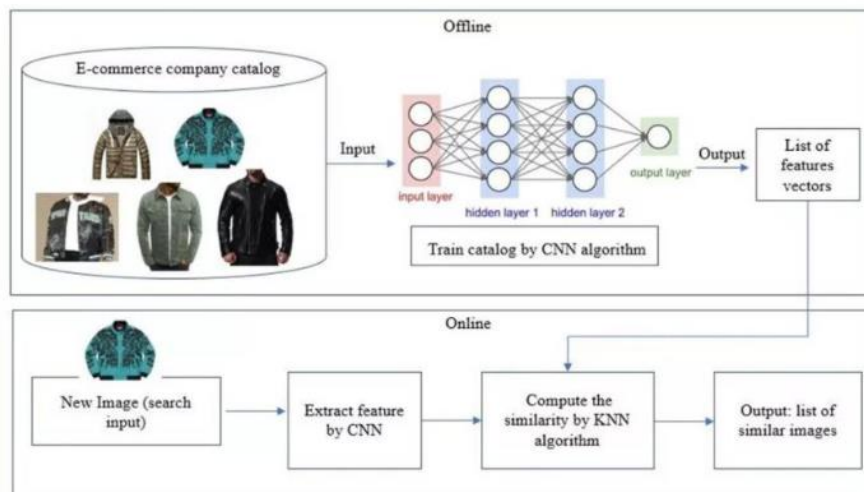 Offline
E-commerce company catalog
Input
input layer
hidden layer 1
hidden layer 2
output layer
Output
List of
features
vectors
Train catalog by CNN algorithm
Online
New Image (search
input)
Extract feature
by CNN
Compute the
similarity by KNN
algorithm
Output: list of
similar images